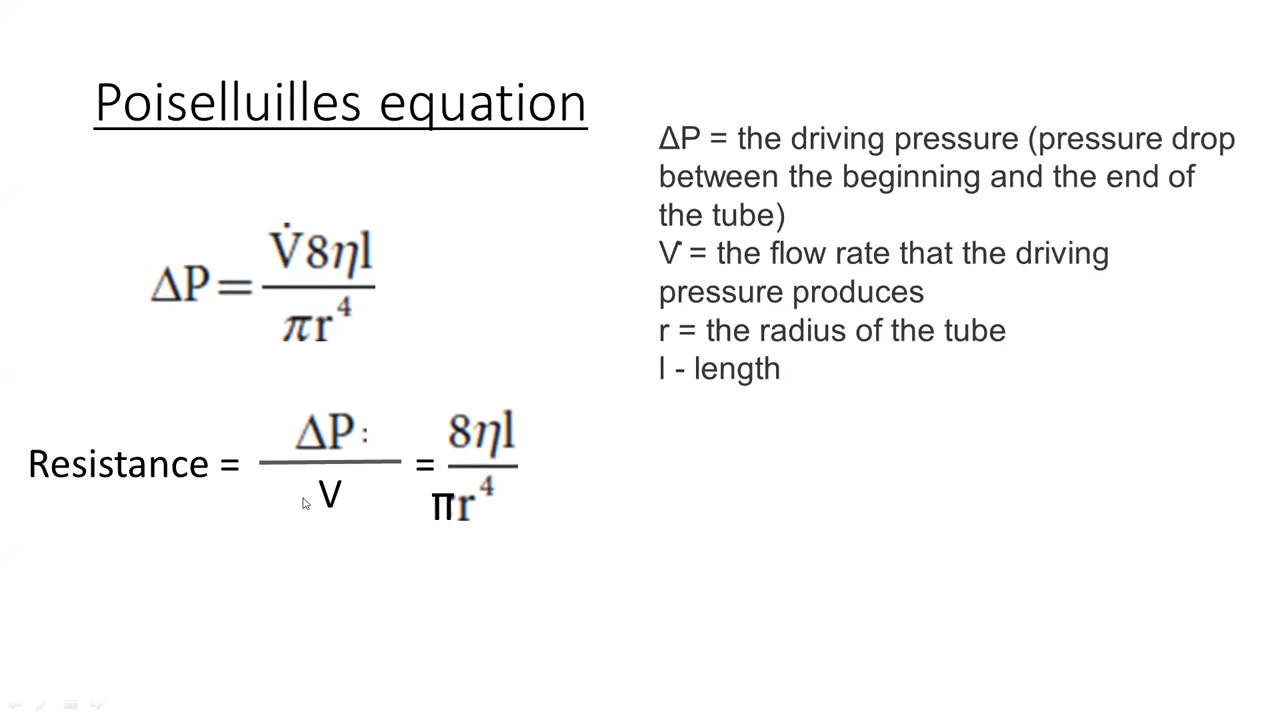 Poiselluilles equation
ΔP = V̇8ηl / πr⁴
Resistance = ΔP: / V = 8ηl / πr⁴
ΔP = the driving pressure (pressure drop
between the beginning and the end of
the tube)
V̇ = the flow rate that the driving
pressure produces
r = the radius of the tube
l - length